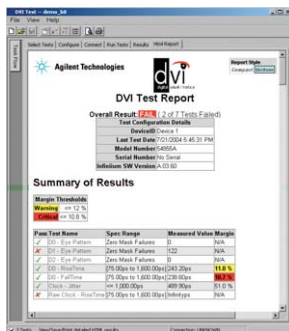 DVI Test -- demo_b0
File View Help
Task Flow
Select Tests | Configure | Connect | Run Tests | Results | Html Report
Agilent Technologies
dvi
Report Style
Compact Sections
DVI Test Report
Overall Result: FAIL ( 2 of 7 Tests Failed)
Test Configuration Details
DeviceID Device 1
Last Test Date 7/21/2004 5:45:31 PM
Model Number 54855A
Serial Number No Serial
Infiniium SW Version A.03.60
Summary of Results
Margin Thresholds
Warning <= 12 %
Critical <= 10.8 %
Pass Test Name Spec Range Measured Value Margin
D0 - Eye Pattern Zero Mask Failures 0 N/A
D1 - Eye Pattern Zero Mask Failures 122 N/A
D2 - Eye Pattern Zero Mask Failures 0 N/A
D0 - RiseTime [75.00ps to 1,600.00ps] 243.20ps 11.8 %
D0 - FallTime [75.00ps to 1,600.00ps] 238.60ps 10.7 %
Clock - Jitter <= 1,000.00ps 489.90ps 51.0 %
Raw Clock - RiseTime [75.00ps to 1,600.00ps] Infinityps N/A
7 Tests
Connection: UNKNOWN